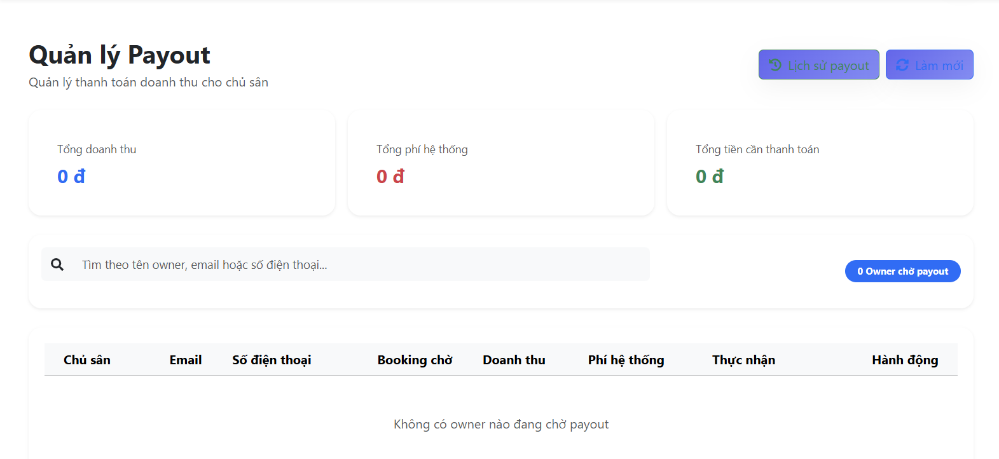 Quản lý Payout
Quản lý thanh toán doanh thu cho chủ sân
Lịch sử payout
Làm mới
Tổng doanh thu
0 đ
Tổng phí hệ thống
0 đ
Tổng tiền cần thanh toán
0 đ
Tìm theo tên owner, email hoặc số điện thoại...
0 Owner chờ payout
Chủ sân Email Số điện thoại Booking chờ Doanh thu Phí hệ thống Thực nhận Hành động
Không có owner nào đang chờ payout